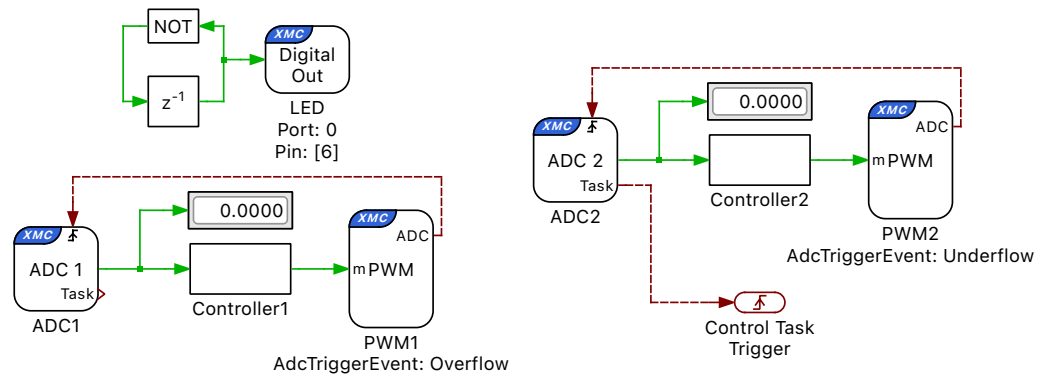 NOT
z⁻¹
XMC
Digital
Out
LED
Port: 0
Pin: [6]
XMC
ADC 1
Task
ADC1
0.0000
Controller1
XMC
ADC
m PWM
PWM1
AdcTriggerEvent: Overflow
XMC
ADC 2
Task
ADC2
0.0000
Controller2
XMC
ADC
m PWM
PWM2
AdcTriggerEvent: Underflow
Control Task
Trigger